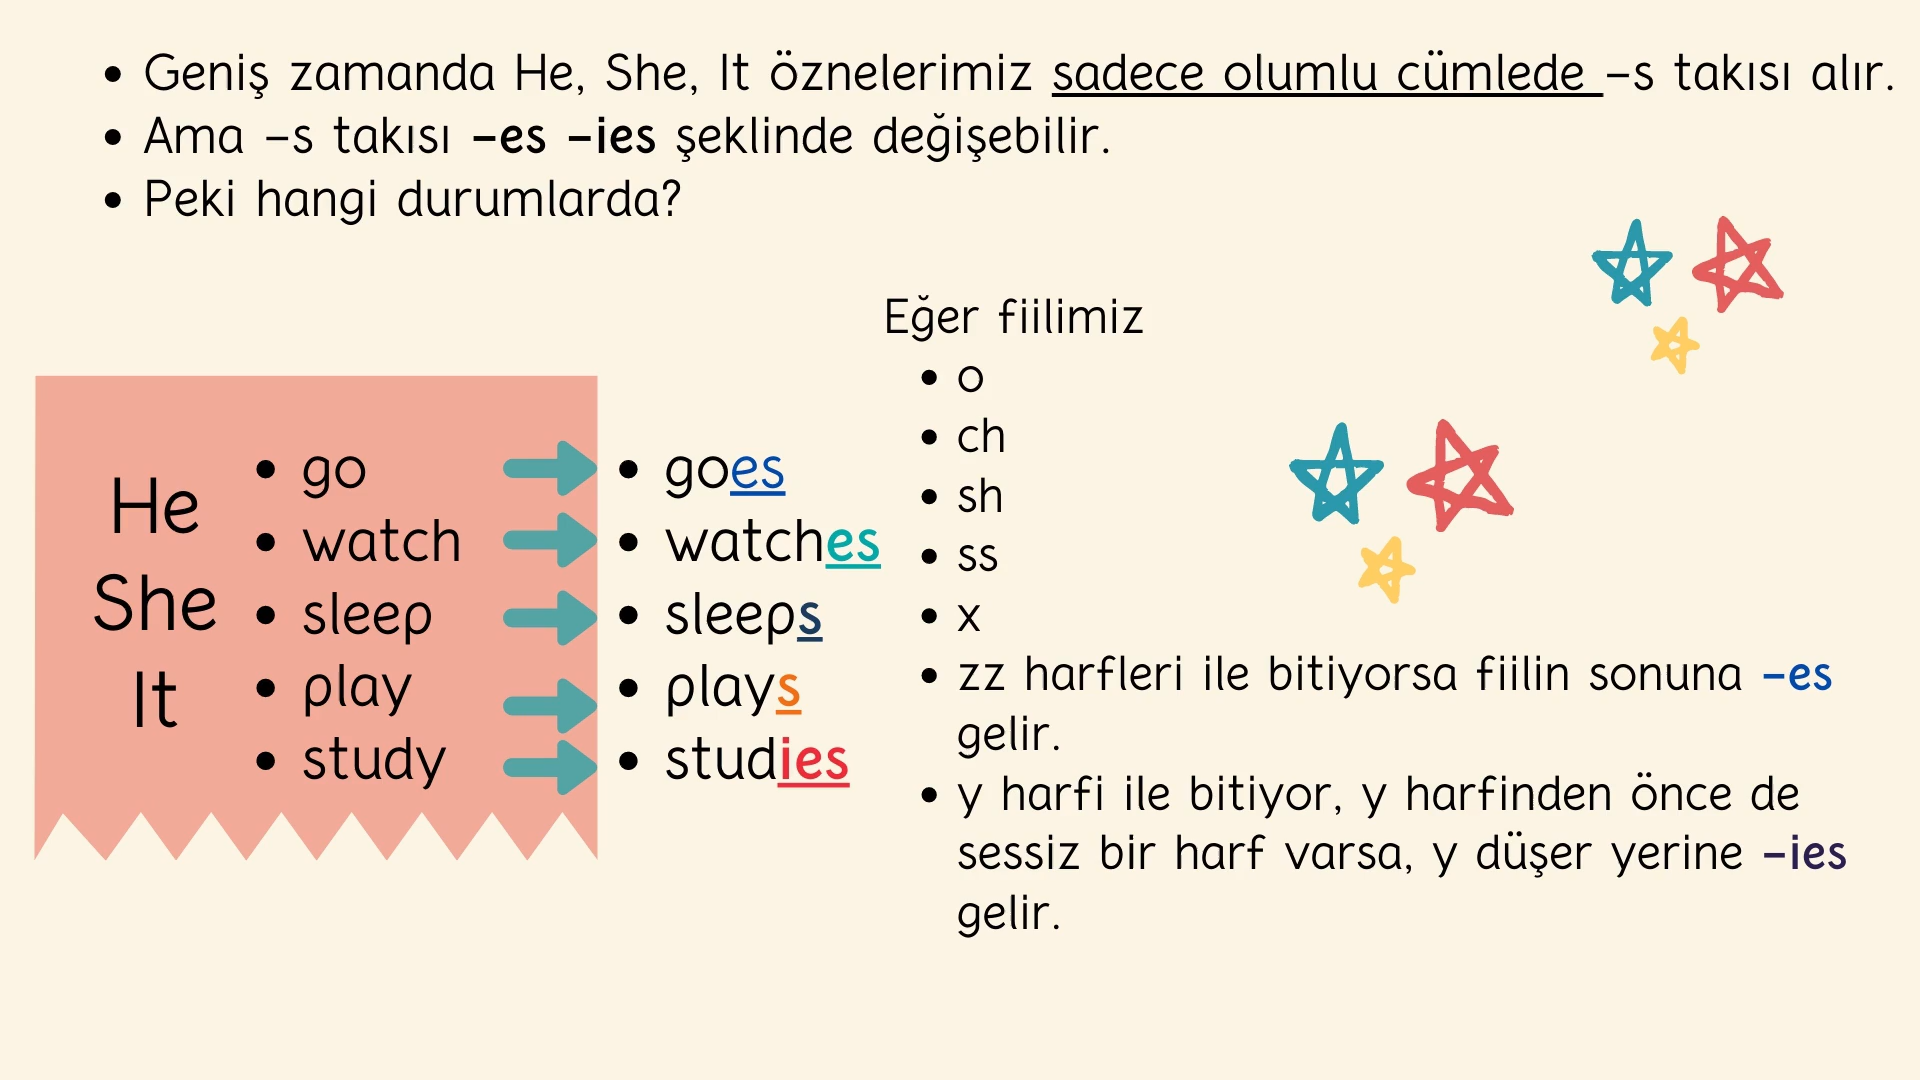 Geniş zamanda He, She, It öznelerimiz sadece olumlu cümlede -s takısı alır.
Ama -s takısı -es -ies şeklinde değişebilir.
Peki hangi durumlarda?
He
She
It
go
watch
sleep
play
study
goes
watches
sleeps
plays
studies
Eğer fiilimiz
o
ch
sh
ss
x
zz harfleri ile bitiyorsa fiilin sonuna -es
gelir.
y harfi ile bitiyor, y harfinden önce de
sessiz bir harf varsa, y düşer yerine -ies
gelir.